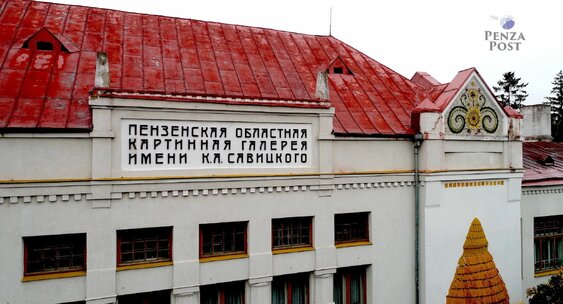 The
PENZA
POST
ПЕНЗЕНСКАЯ ОБЛАСТНАЯ
КАРТИННАЯ ГАЛЕРЕЯ
ИМЕНИ К.А.САВИЦКОГО